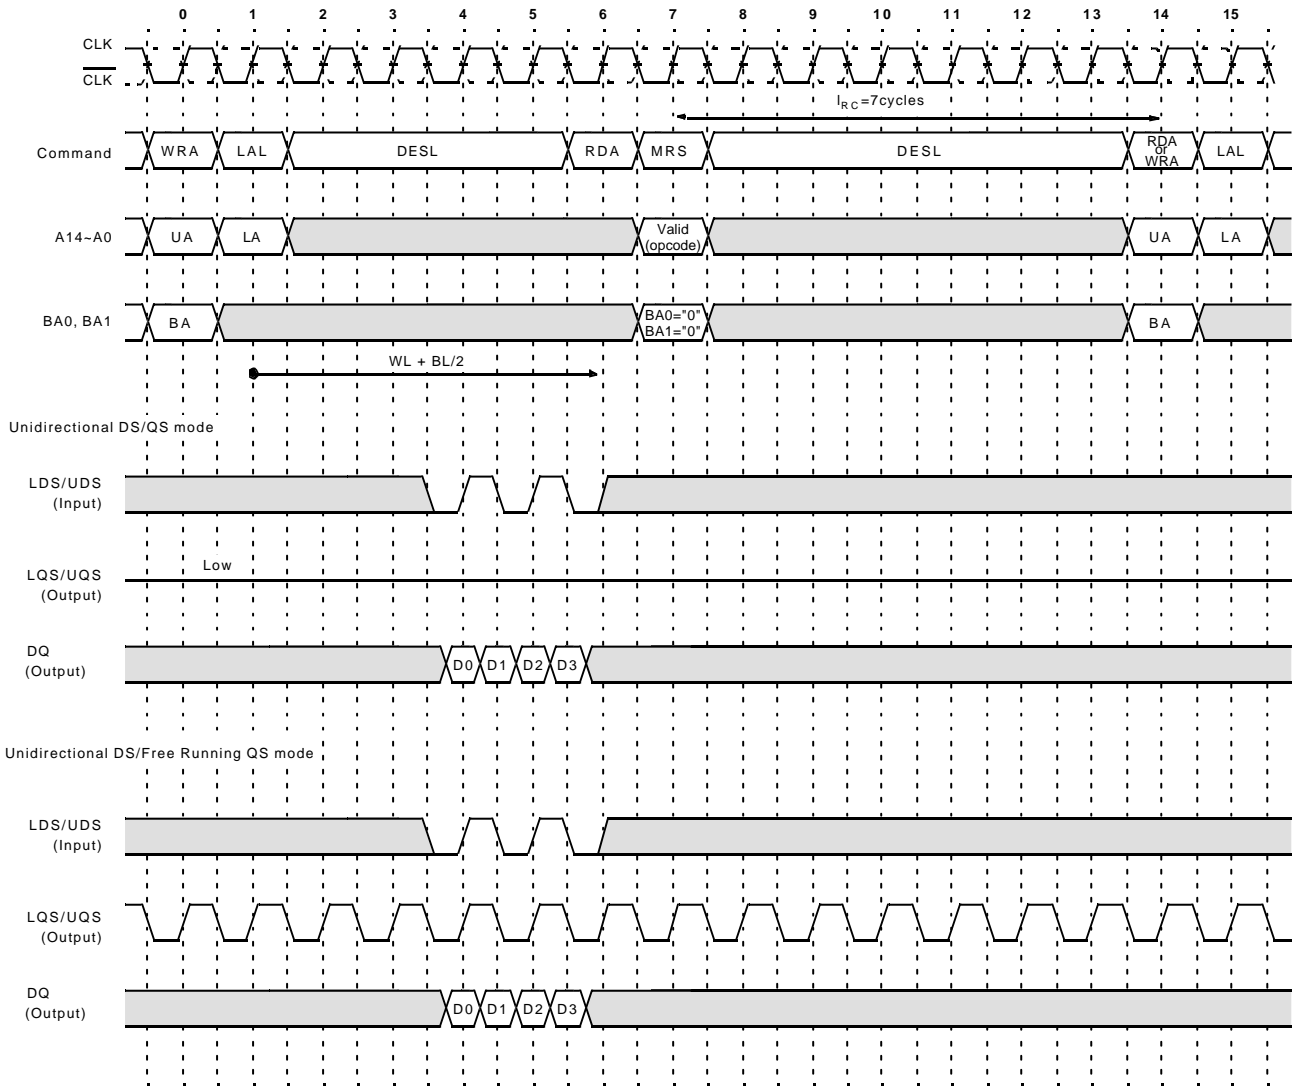 0 1 2 3 4 5 6 7 8 9 10 11 12 13 14 15
CLK
CLK
IRC=7cycles
Command WRA LAL DESL RDA MRS DESL RDA or WRA LAL
A14~A0 UA LA Valid (opcode) UA LA
BA0, BA1 BA BA0="0" BA1="0" BA
WL + BL/2
Unidirectional DS/QS mode
LDS/UDS
(Input)
Low
LQS/UQS
(Output)
DQ
(Output)
D0 D1 D2 D3
Unidirectional DS/Free Running QS mode
LDS/UDS
(Input)
LQS/UQS
(Output)
DQ
(Output)
D0 D1 D2 D3